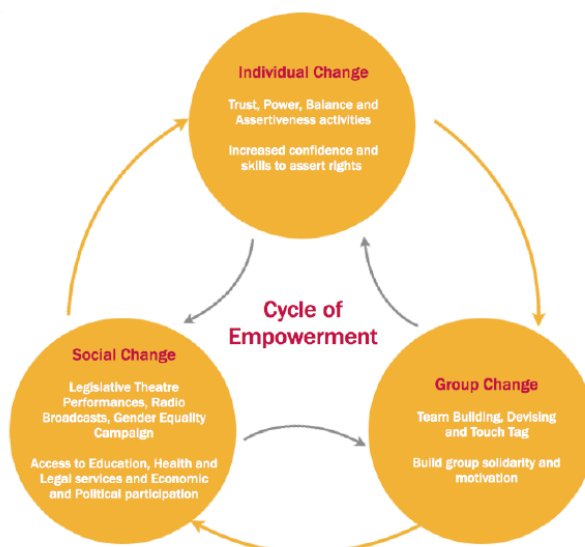 Individual Change
Trust, Power, Balance and
Assertiveness activities
Increased confidence and
skills to assert rights
Cycle of
Empowerment
Social Change
Legislative Theatre
Performances, Radio
Broadcasts, Gender Equality
Campaign
Access to Education, Health and
Legal services and Economic
and Political participation
Group Change
Team Building, Devising
and Touch Tag
Build group solidarity and
motivation